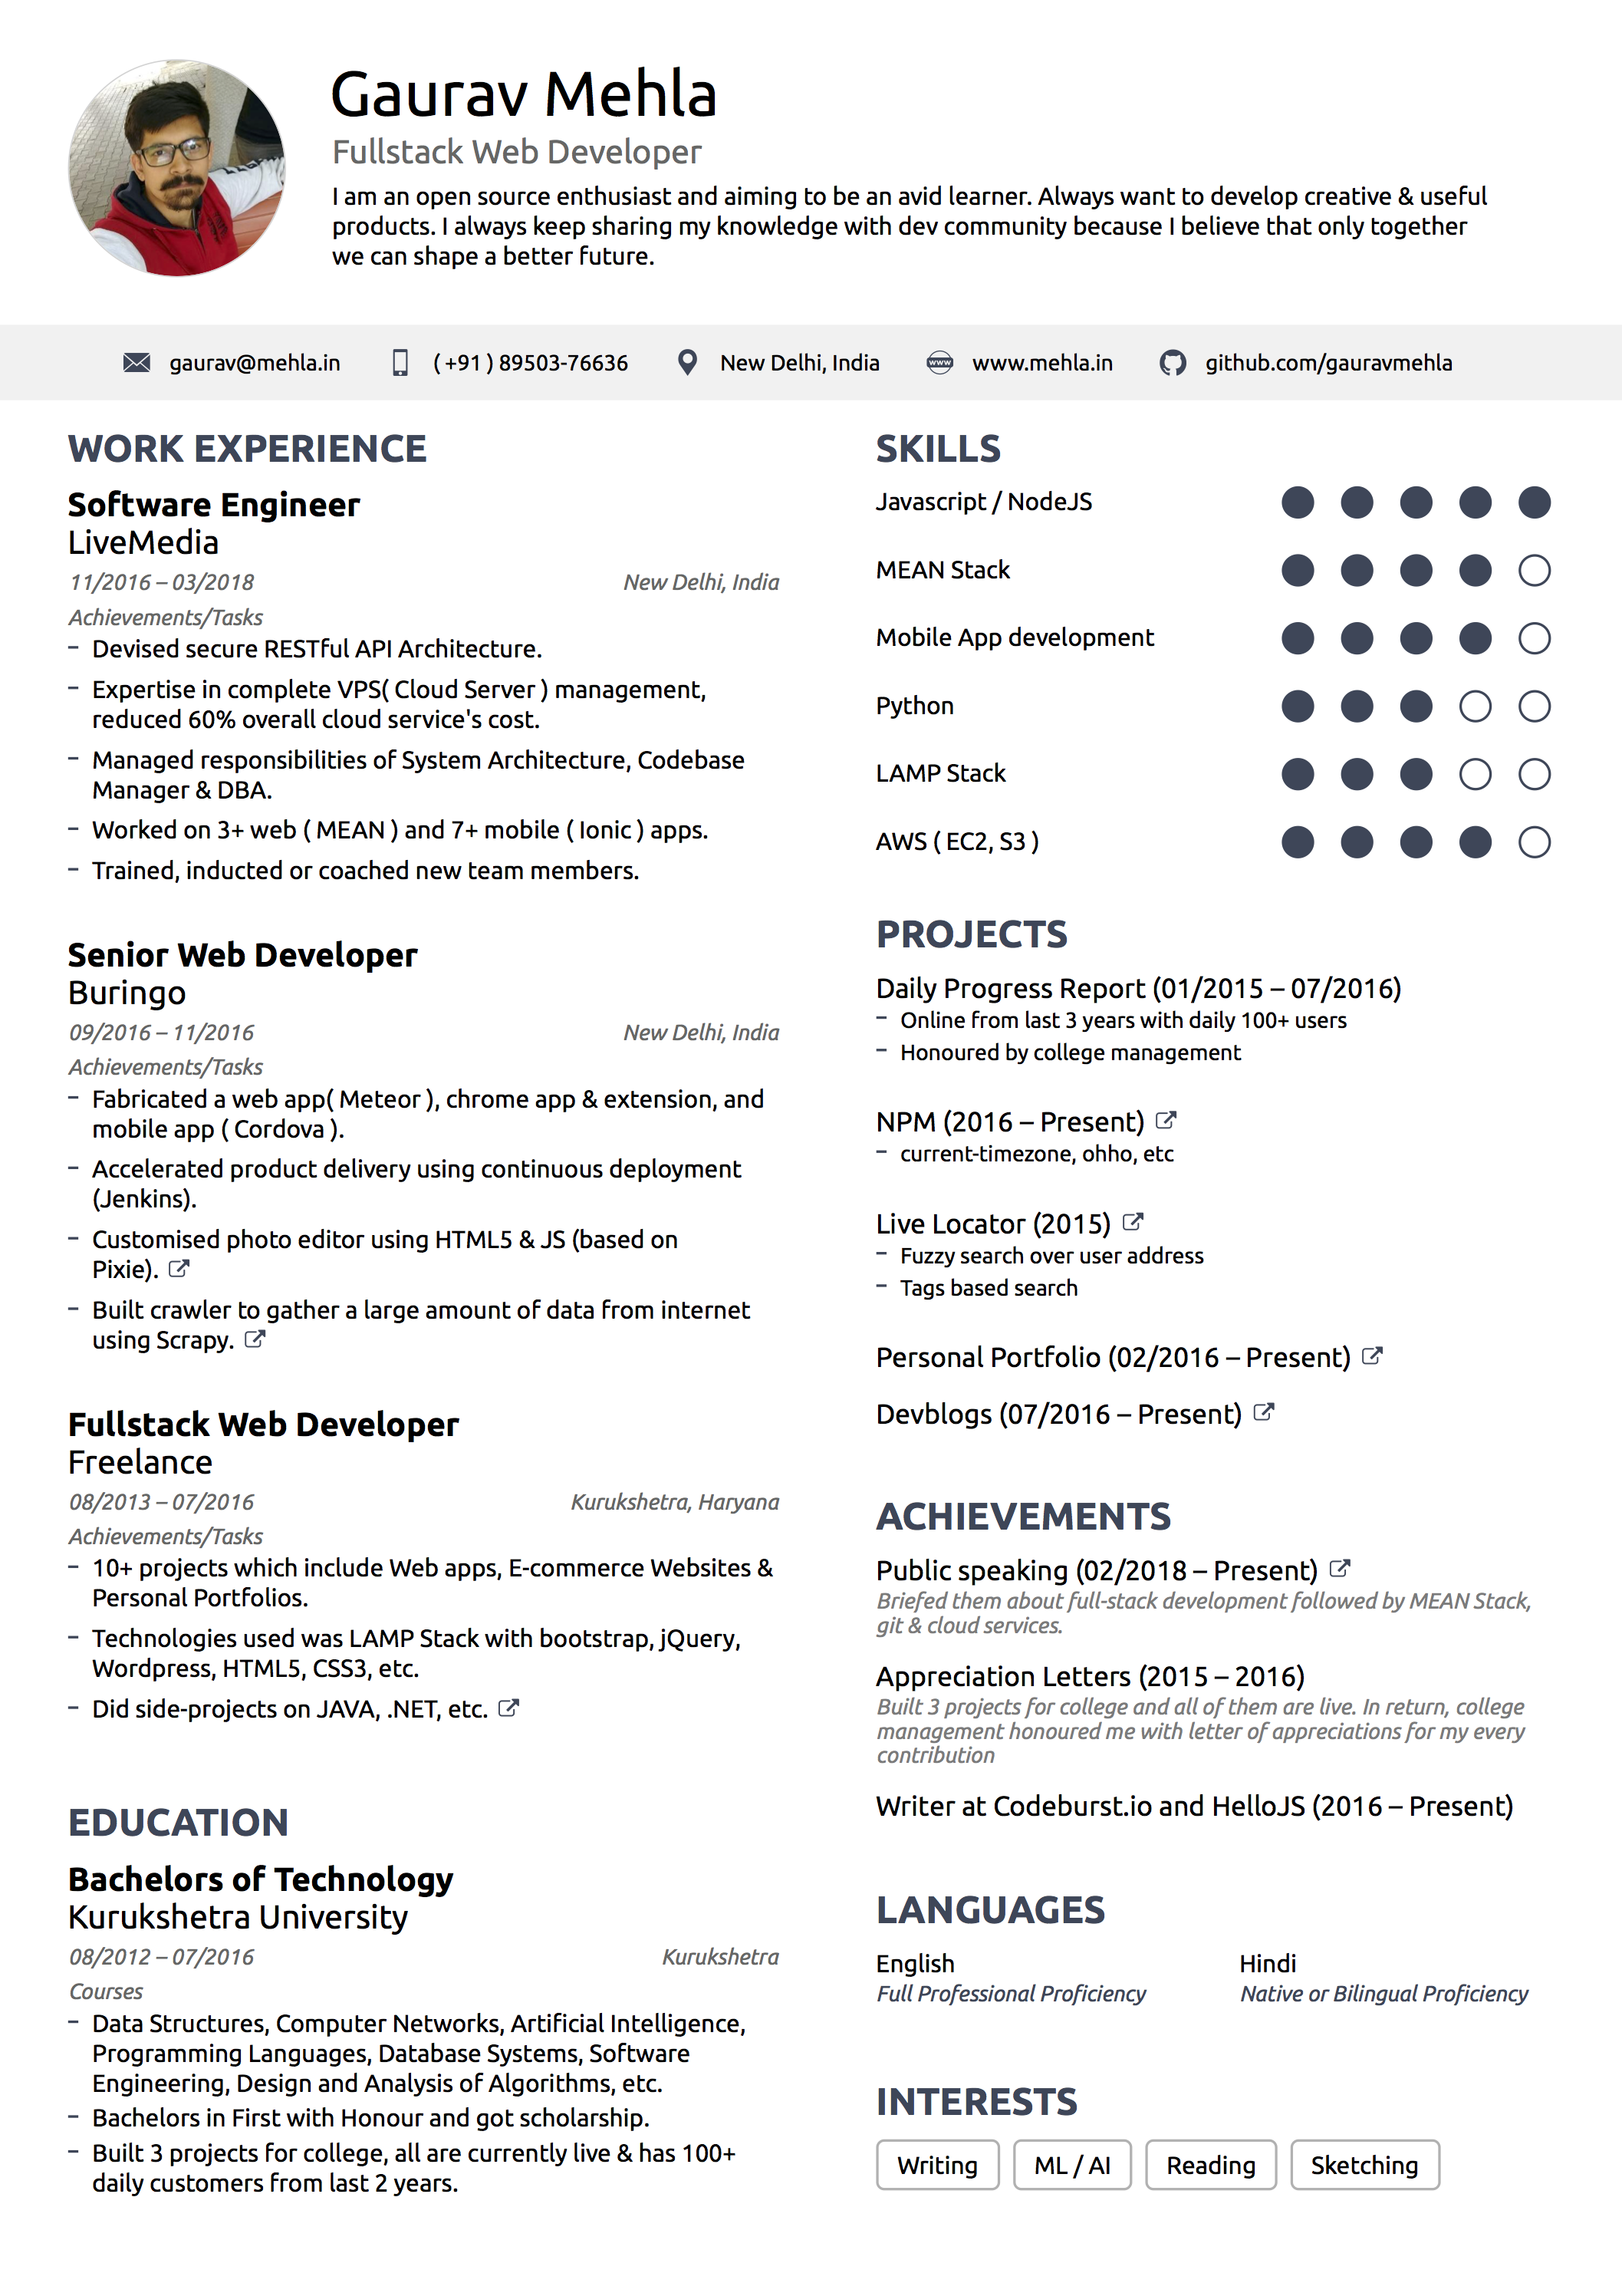 Gaurav Mehla
Fullstack Web Developer
I am an open source enthusiast and aiming to be an avid learner. Always want to develop creative & useful
products. I always keep sharing my knowledge with dev community because I believe that only together
we can shape a better future.
gaurav@mehla.in
( +91 ) 89503-76636
New Delhi, India
www.mehla.in
github.com/gauravmehla
WORK EXPERIENCE
Software Engineer
LiveMedia
11/2016 – 03/2018
New Delhi, India
Achievements/Tasks
– Devised secure RESTful API Architecture.
– Expertise in complete VPS( Cloud Server ) management,
reduced 60% overall cloud service's cost.
– Managed responsibilities of System Architecture, Codebase
Manager & DBA.
– Worked on 3+ web ( MEAN ) and 7+ mobile ( Ionic ) apps.
– Trained, inducted or coached new team members.
Senior Web Developer
Buringo
09/2016 – 11/2016
New Delhi, India
Achievements/Tasks
– Fabricated a web app( Meteor ), chrome app & extension, and
mobile app ( Cordova ).
– Accelerated product delivery using continuous deployment
(Jenkins).
– Customised photo editor using HTML5 & JS (based on
Pixie).
– Built crawler to gather a large amount of data from internet
using Scrapy.
Fullstack Web Developer
Freelance
08/2013 – 07/2016
Kurukshetra, Haryana
Achievements/Tasks
– 10+ projects which include Web apps, E-commerce Websites &
Personal Portfolios.
– Technologies used was LAMP Stack with bootstrap, jQuery,
Wordpress, HTML5, CSS3, etc.
– Did side-projects on JAVA, .NET, etc.
EDUCATION
Bachelors of Technology
Kurukshetra University
08/2012 – 07/2016
Kurukshetra
Courses
– Data Structures, Computer Networks, Artificial Intelligence,
Programming Languages, Database Systems, Software
Engineering, Design and Analysis of Algorithms, etc.
– Bachelors in First with Honour and got scholarship.
– Built 3 projects for college, all are currently live & has 100+
daily customers from last 2 years.
SKILLS
Javascript / NodeJS
MEAN Stack
Mobile App development
Python
LAMP Stack
AWS ( EC2, S3 )
PROJECTS
Daily Progress Report (01/2015 – 07/2016)
– Online from last 3 years with daily 100+ users
– Honoured by college management
NPM (2016 – Present)
– current-timezone, ohho, etc
Live Locator (2015)
– Fuzzy search over user address
– Tags based search
Personal Portfolio (02/2016 – Present)
Devblogs (07/2016 – Present)
ACHIEVEMENTS
Public speaking (02/2018 – Present)
Briefed them about full-stack development followed by MEAN Stack,
git & cloud services.
Appreciation Letters (2015 – 2016)
Built 3 projects for college and all of them are live. In return, college
management honoured me with letter of appreciations for my every
contribution
Writer at Codeburst.io and HelloJS (2016 – Present)
LANGUAGES
English
Full Professional Proficiency
Hindi
Native or Bilingual Proficiency
INTERESTS
Writing
ML / AI
Reading
Sketching